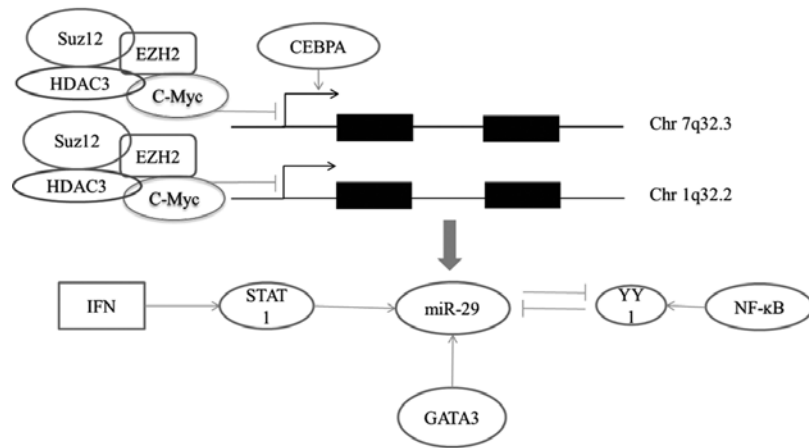 Suz12
EZH2
HDAC3
C-Myc
CEBPA
Chr 7q32.3
Suz12
EZH2
HDAC3
C-Myc
Chr 1q32.2
IFN
STAT
1
miR-29
YY
1
NF-κB
GATA3